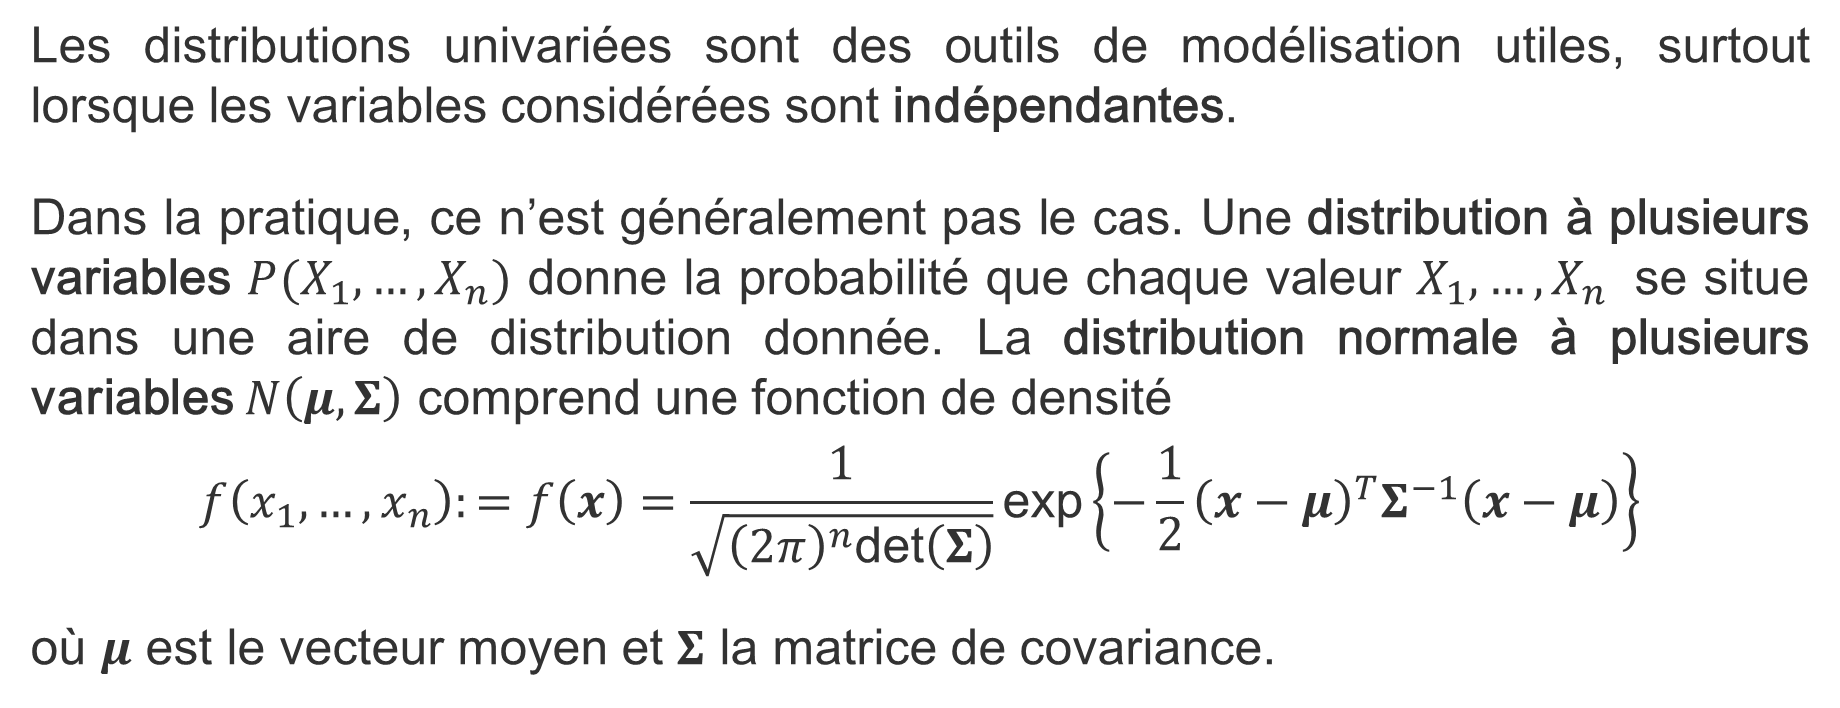 Les distributions univariées sont des outils de modélisation utiles, surtout
lorsque les variables considérées sont indépendantes.
Dans la pratique, ce n’est généralement pas le cas. Une distribution à plusieurs
variables P(X₁, … , Xₙ) donne la probabilité que chaque valeur X₁, … , Xₙ se situe
dans une aire de distribution donnée. La distribution normale à plusieurs
variables N(μ, Σ) comprend une fonction de densité
f(x₁, … , xₙ): = f(x) = 1/√((2π)ⁿdet(Σ)) exp{−1/2 (x − μ)ᵀΣ⁻¹(x − μ)}
où μ est le vecteur moyen et Σ la matrice de covariance.